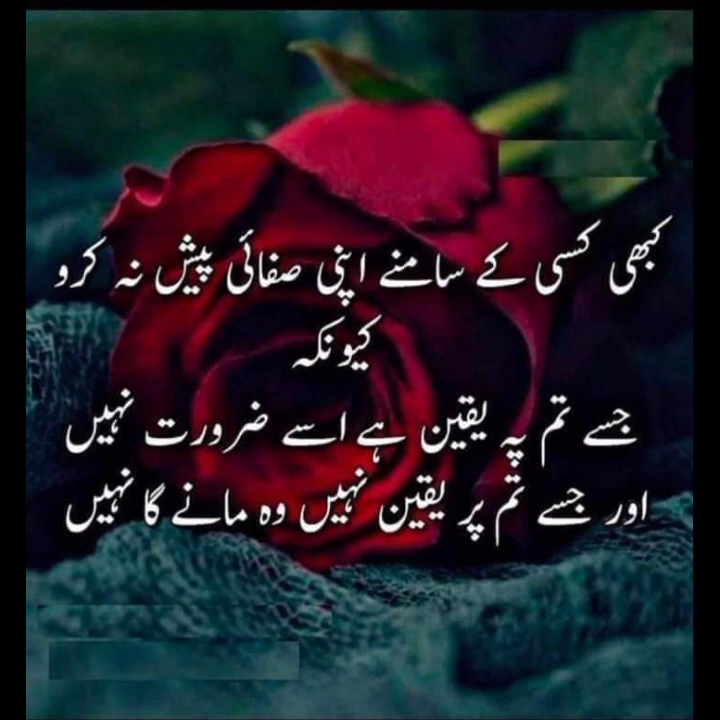 کبھی کسی کے سامنے اپنی صفائی پیش نہ کرو
کیونکہ
جسے تم پہ یقین ہے اسے ضرورت نہیں
اور جسے تم پر یقین نہیں وہ مانے گا نہیں